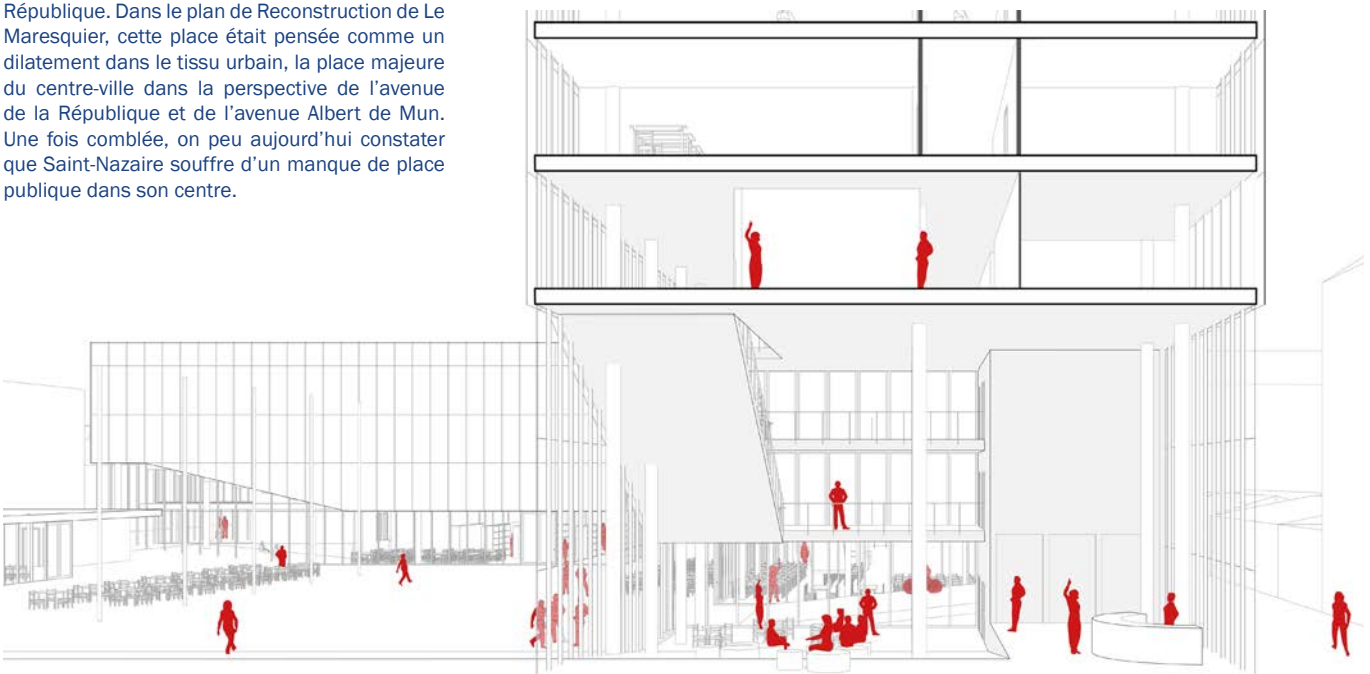 République. Dans le plan de Reconstruction de Le
Maresquier, cette place était pensée comme un
dilatement dans le tissu urbain, la place majeure
du centre-ville dans la perspective de l'avenue
de la République et de l'avenue Albert de Mun.
Une fois comblée, on peu aujourd'hui constater
que Saint-Nazaire souffre d'un manque de place
publique dans son centre.